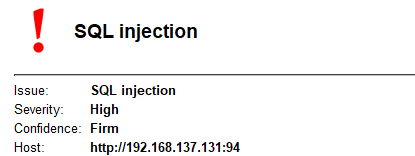 SQL injection
Issue: SQL injection
Severity: High
Confidence: Firm
Host: http://192.168.137.131:94